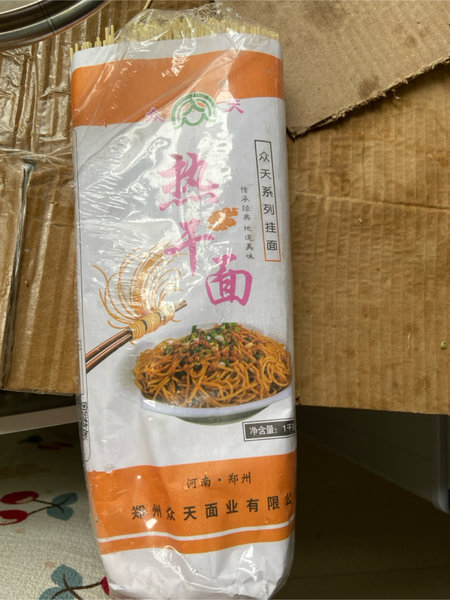 众 天
热干面
众天系列挂面
传承经典 地道美味
净含量：1千
河南·郑州
郑州众天面业有限公